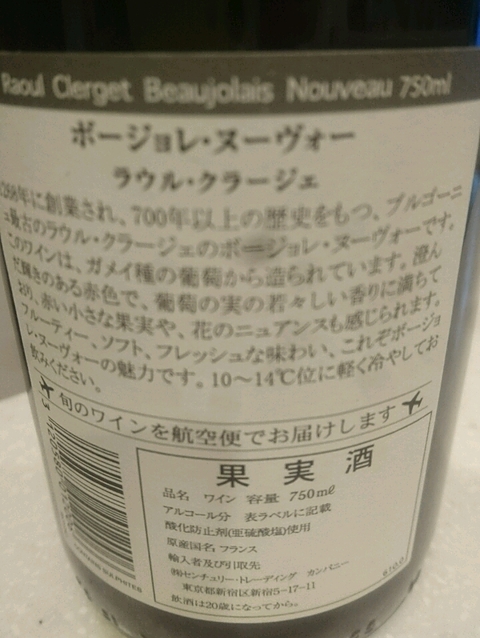 Raoul Clerget Beaujolais Nouveau 750ml
ボージョレ・ヌーヴォー
ラウル・クラージェ
1268年に創業され、700年以上の歴史をもつ、ブルゴーニ
ュ最古のラウル・クラージェのボージョレ・ヌーヴォーです。
このワインは、ガメイ種の葡萄から造られています。澄ん
だ輝きのある赤色で、葡萄の実の若々しい香りに満ちて
おり、赤い小さな果実や、花のニュアンスも感じられます。
フルーティー、ソフト、フレッシュな味わい、これぞボージョ
レ・ヌーヴォーの魅力です。10〜14℃位に軽く冷やしてお
飲みください。
旬のワインを航空便でお届けします
果実酒
品名 ワイン 容量 750ml
アルコール分 表ラベルに記載
酸化防止剤(亜硫酸塩)使用
原産国名:フランス
輸入者及び引取先
㈱センチュリー・トレーディング カンパニー
東京都新宿区新宿5-17-11
飲酒は20歳になってから。